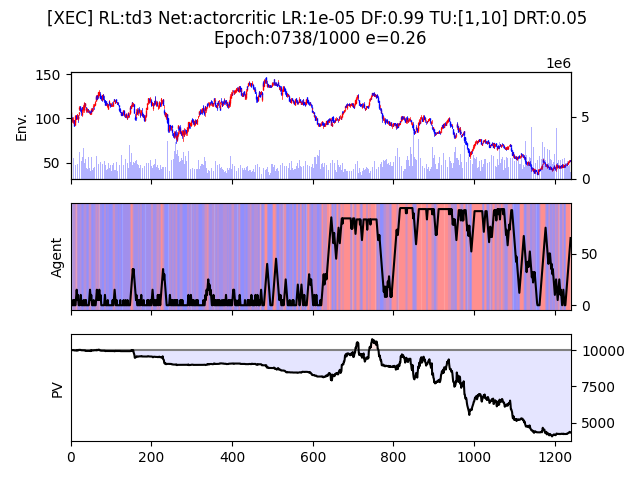 [XEC] RL:td3 Net:actorcritic LR:1e-05 DF:0.99 TU:[1,10] DRT:0.05
Epoch:0738/1000 e=0.26
1e6
150
100
50
Env.
5
0
Agent
50
0
PV
10000
7500
5000
0 200 400 600 800 1000 1200